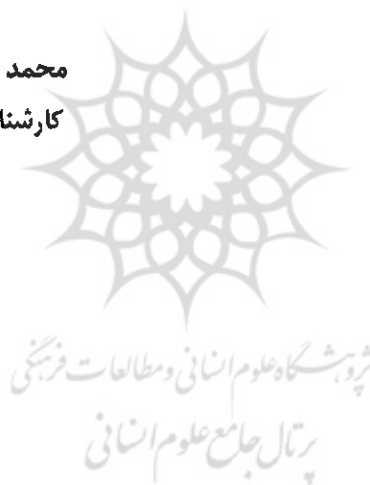 محمد
کارشنا
پژوهشگاه علوم انسانی و مطالعات فرهنگی
پرتال جامع علوم انسانی